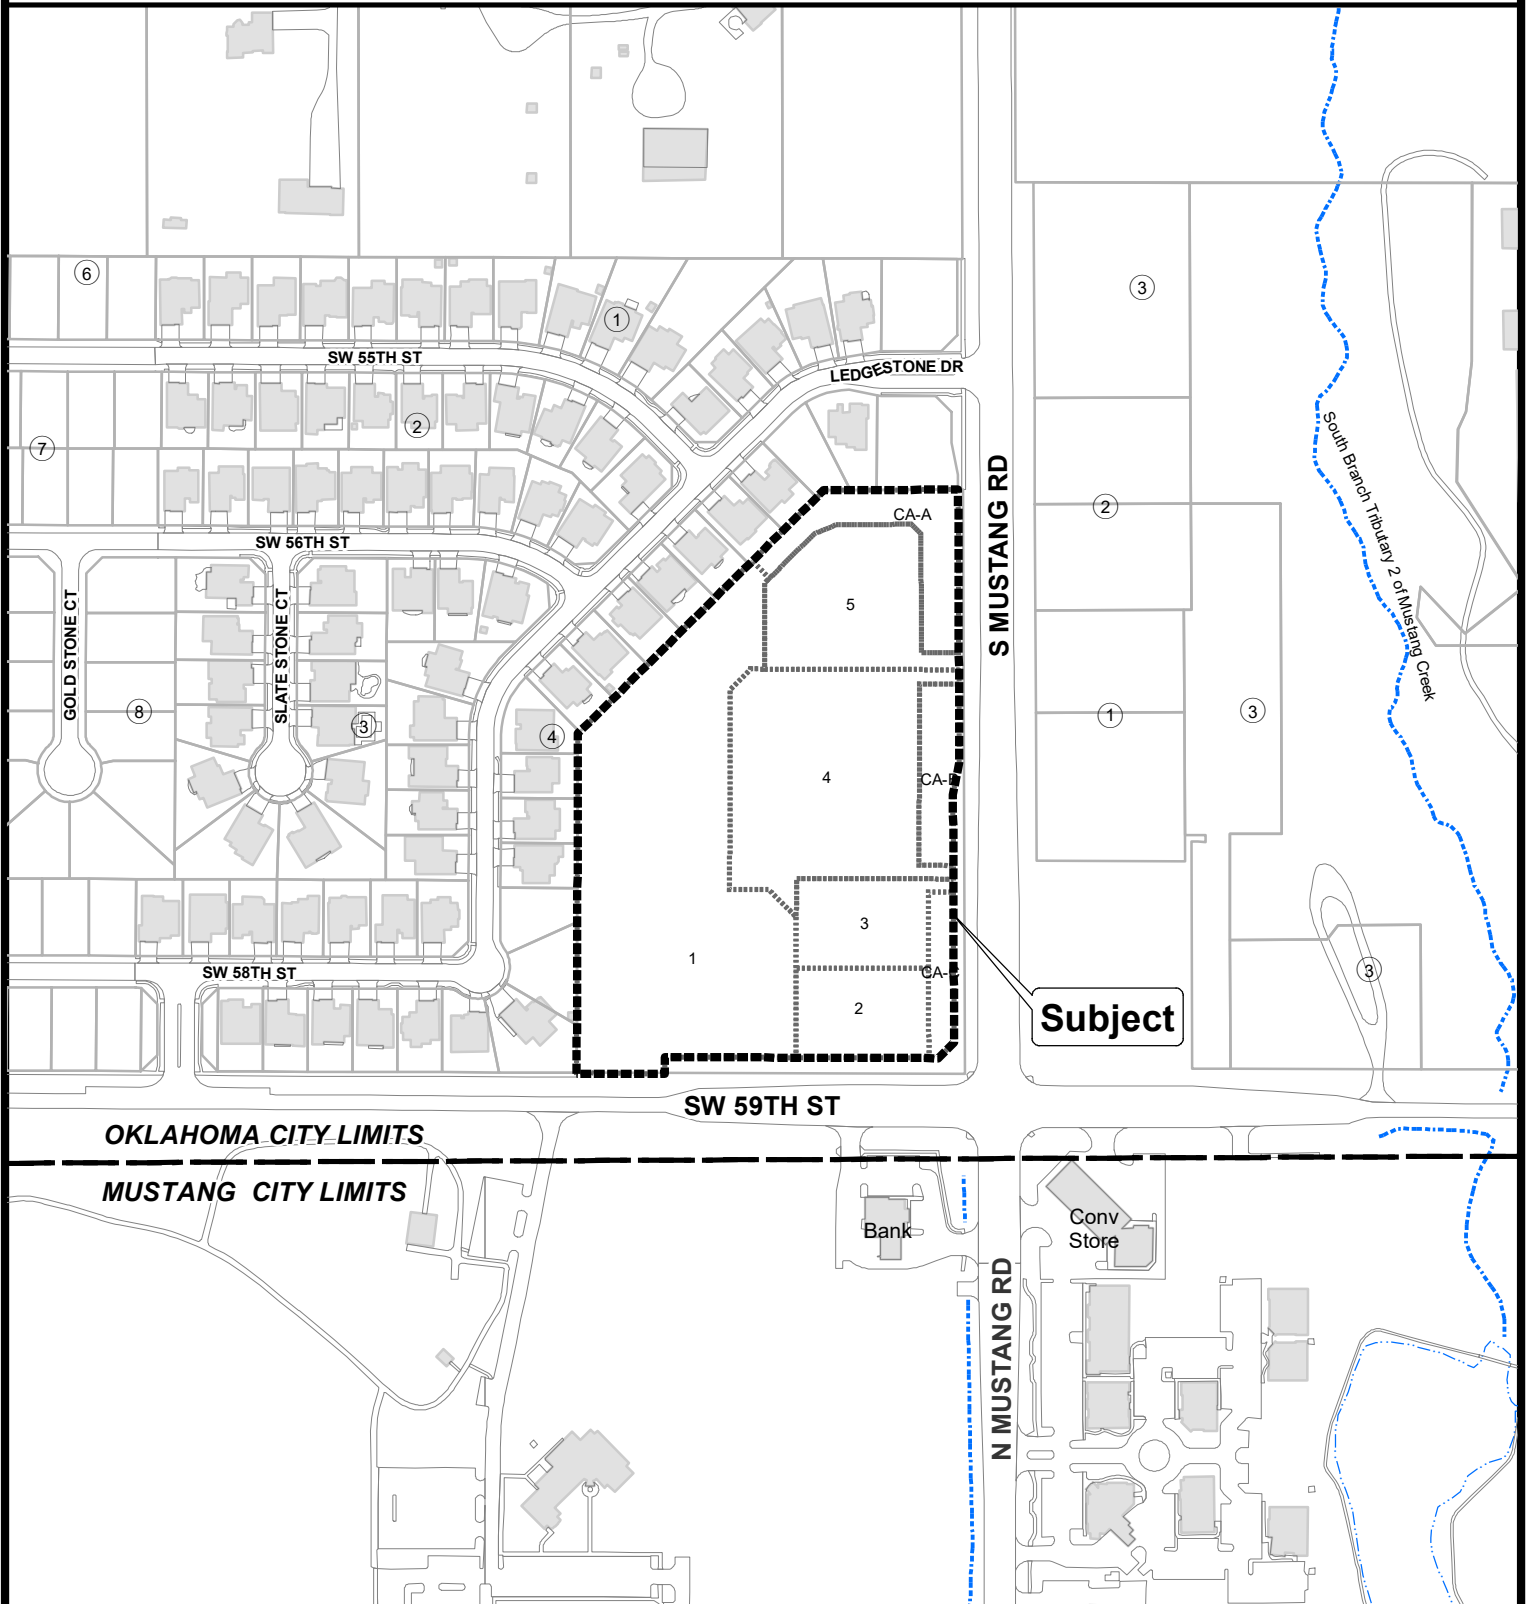 6
1
3
SW 55TH ST
LEDGESTONE DR
2
7
South Branch Tributary 2 of Mustang Creek
S MUSTANG RD
CA-A
2
SW 56TH ST
5
GOLD STONE CT
SLATE STONE CT
8
3
4
4
CA-B
1
3
3
1
CA-C
3
SW 58TH ST
2
Subject
SW 59TH ST
OKLAHOMA CITY LIMITS
MUSTANG CITY LIMITS
Bank
Conv
Store
N MUSTANG RD